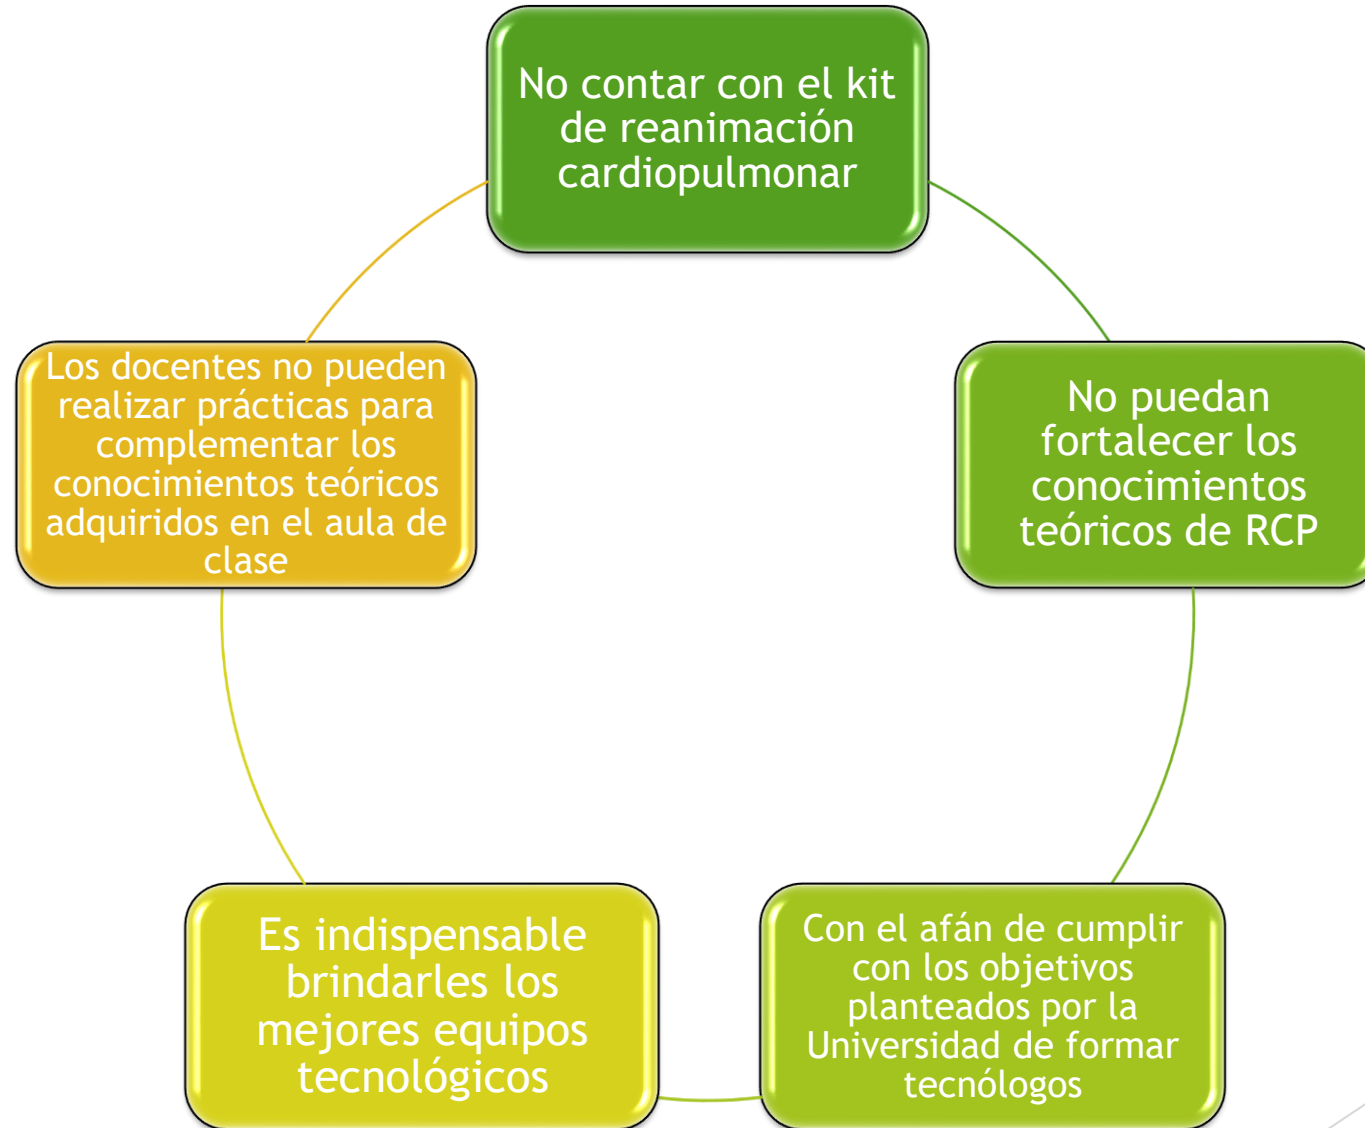 No contar con el kit
de reanimación
cardiopulmonar
No puedan
fortalecer los
conocimientos
teóricos de RCP
Con el afán de cumplir
con los objetivos
planteados por la
Universidad de formar
tecnólogos
Es indispensable
brindarles los
mejores equipos
tecnológicos
Los docentes no pueden
realizar prácticas para
complementar los
conocimientos teóricos
adquiridos en el aula de
clase